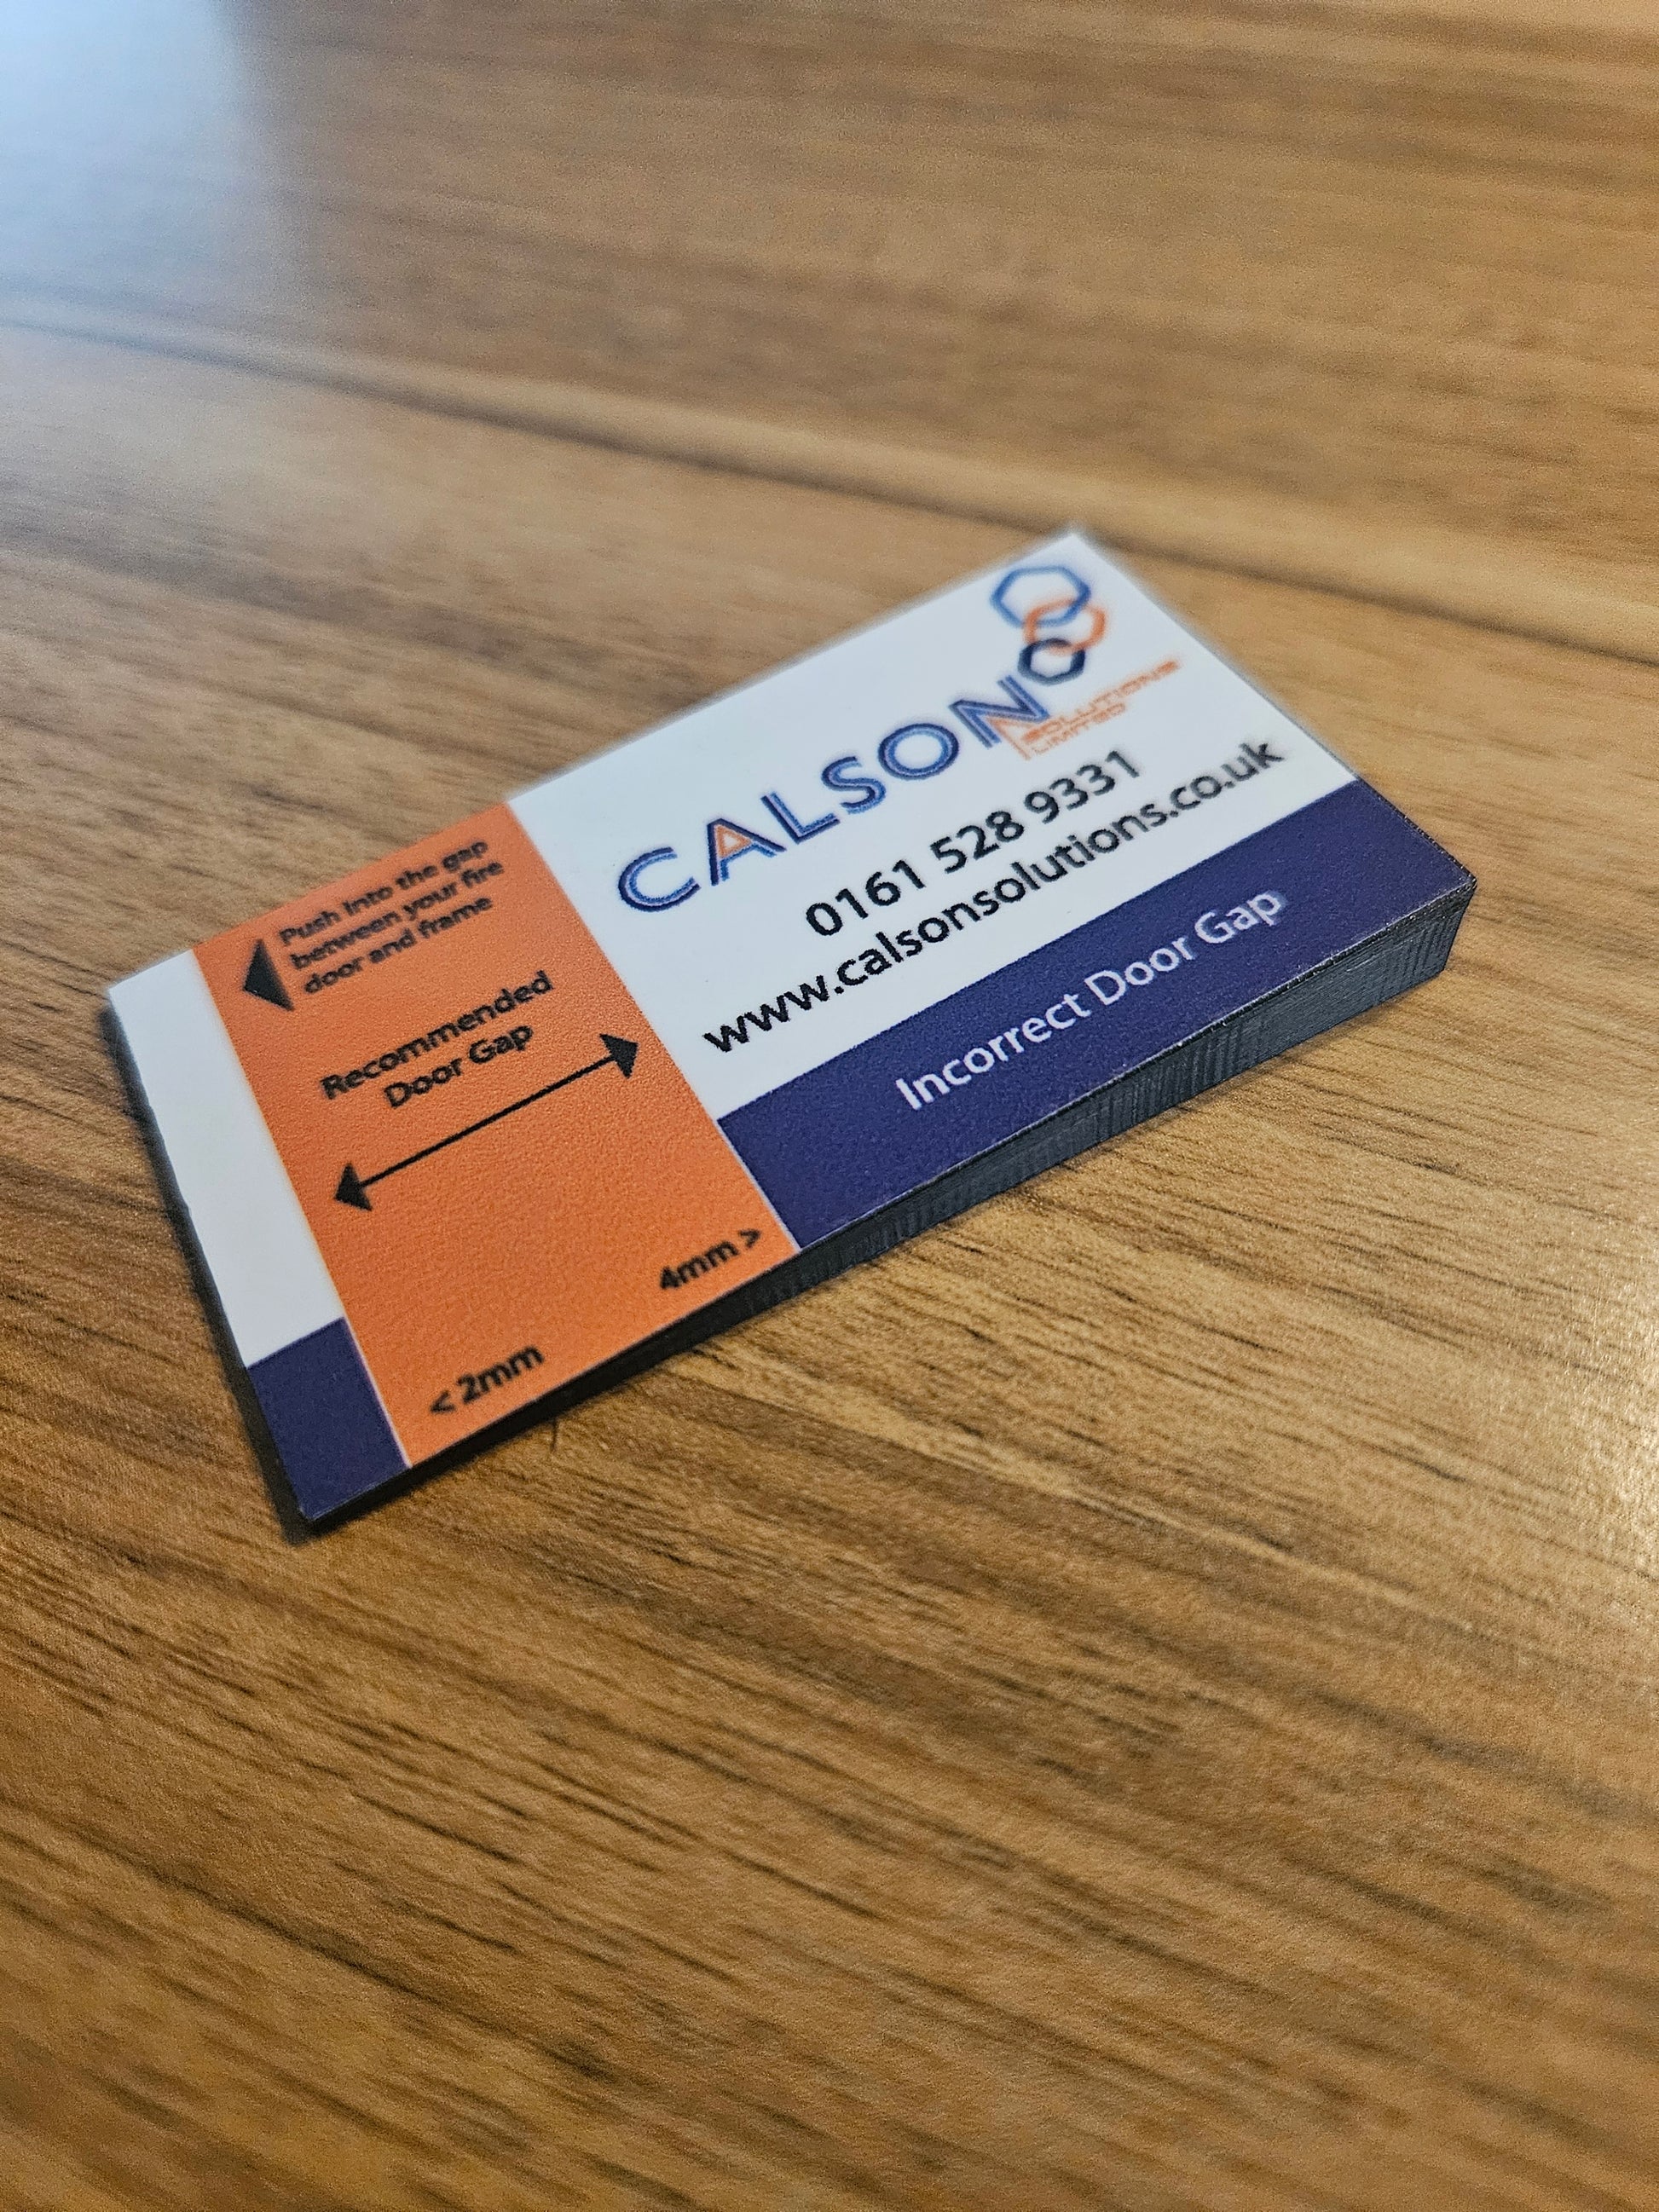 Push into the gap
between your fire
door and frame
Recommended
Door Gap
< 2mm
4mm >
CALSON
SOLUTIONS
LIMITED
0161 528 9331
www.calsonsolutions.co.uk
Incorrect Door Gap